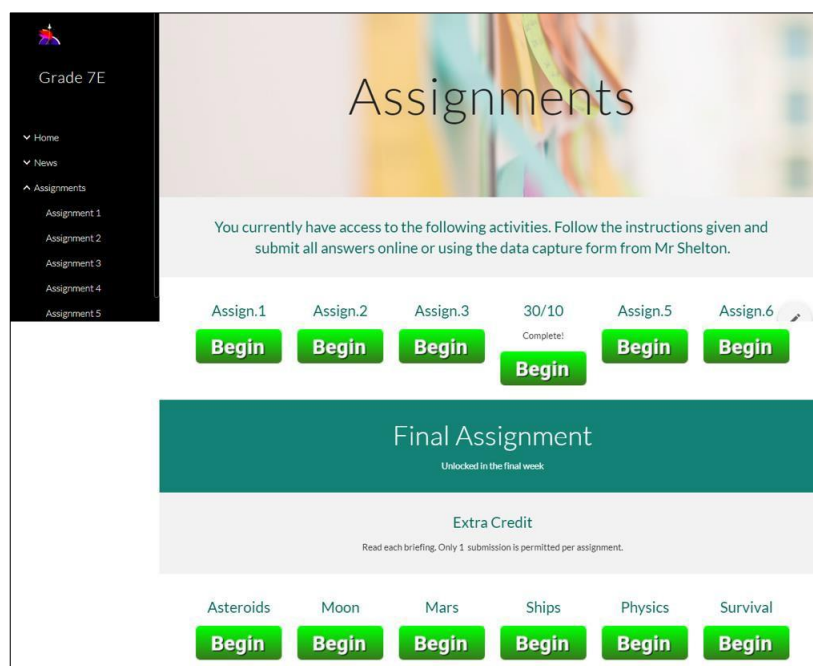 Grade 7E
Home
News
Assignments
Assignment 1
Assignment 2
Assignment 3
Assignment 4
Assignment 5
Assignments
You currently have access to the following activities. Follow the instructions given and
submit all answers online or using the data capture form from Mr Shelton.
Assign.1 Assign.2 Assign.3 30/10 Assign.5 Assign.6
Complete!
Begin Begin Begin Begin Begin Begin
Final Assignment
Unlocked in the final week
Extra Credit
Read each briefing. Only 1 submission is permitted per assignment.
Asteroids Moon Mars Ships Physics Survival
Begin Begin Begin Begin Begin Begin